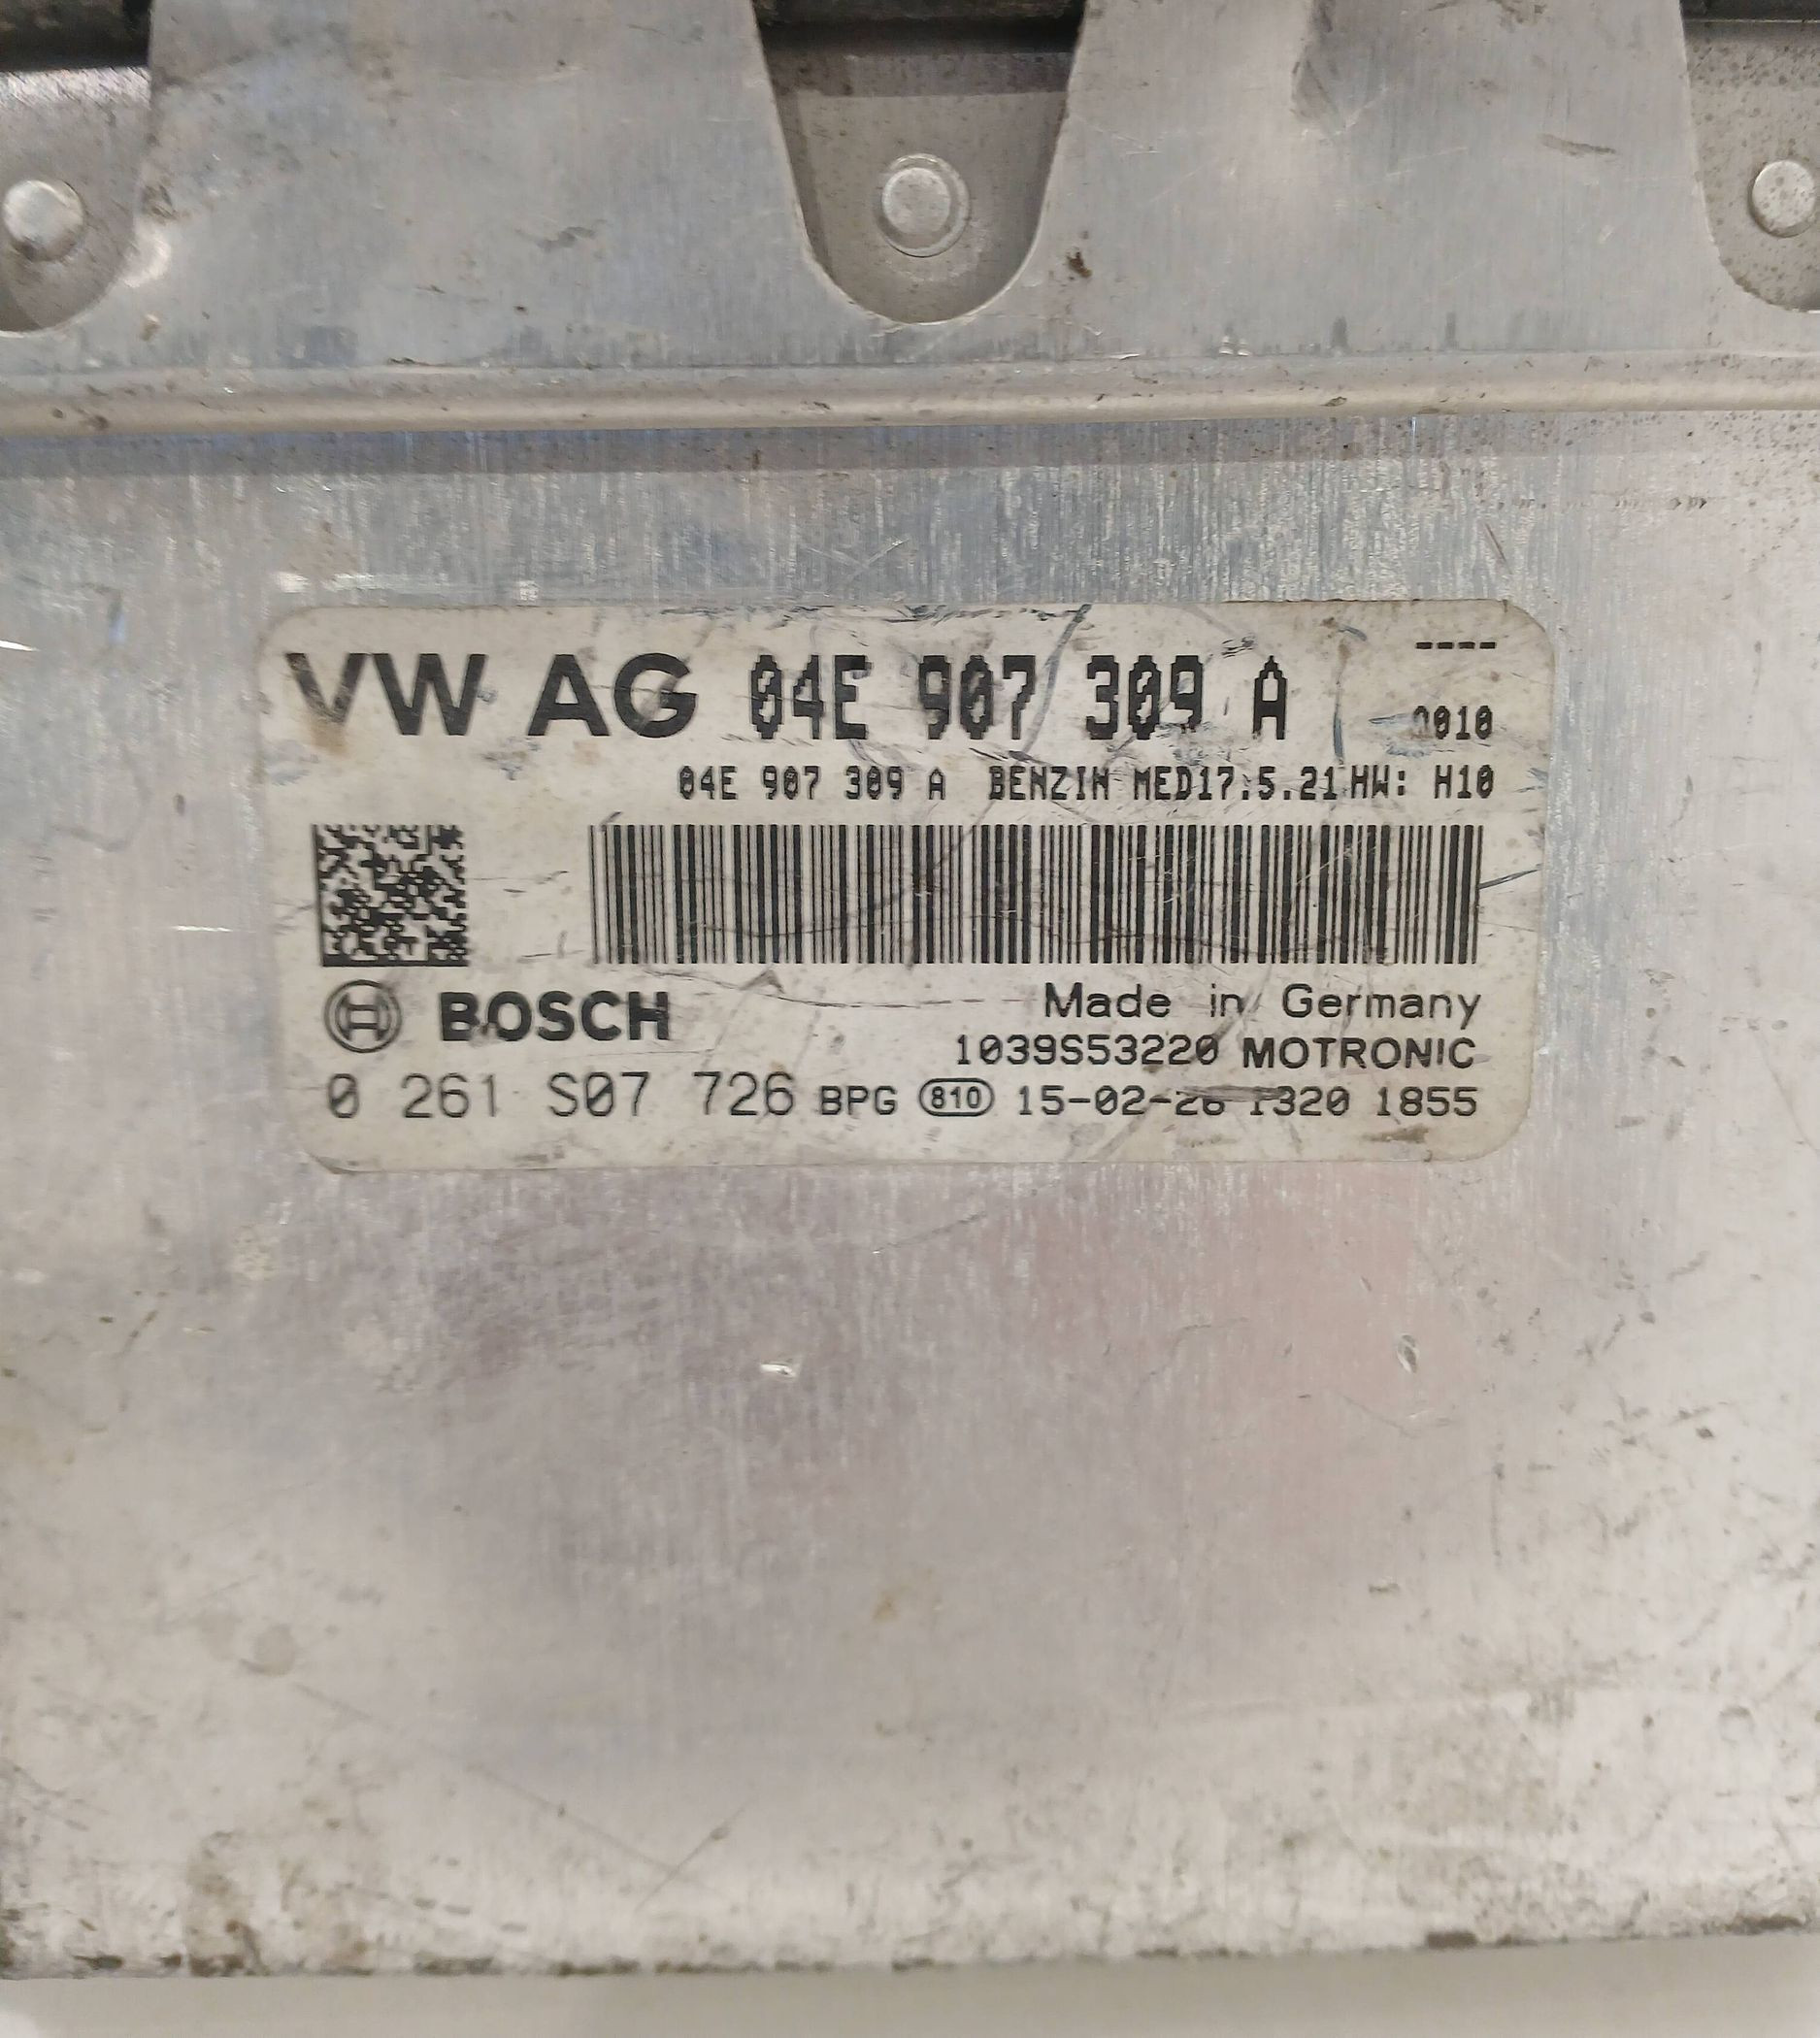 ----
VW AG 04E 907 309 A 0010
04E 907 309 A BENZIN MED17.5.21 HW: H10
BOSCH Made in Germany
1039S53220 MOTRONIC
0 261 S07 726 BPG 810 15-02-26 1320 1855